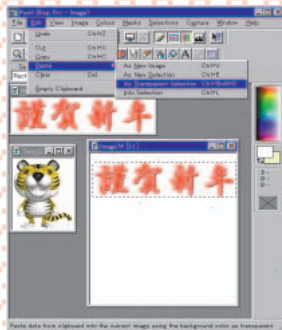 Paint Shop Pro - Image7
File Edit View Image Colors Masks Selections Capture Window Help
Undo Ctrl+Z
Cut Ctrl+X
Copy Ctrl+C
Paste
Clear Del
Empty Clipboard
As New Image Ctrl+V
As New Selection Ctrl+E
As Transparent Selection Ctrl+Shift+E
Into Selection
謹賀新年
謹賀新年
Paste data from clipboard into the current image using the background color as transparent